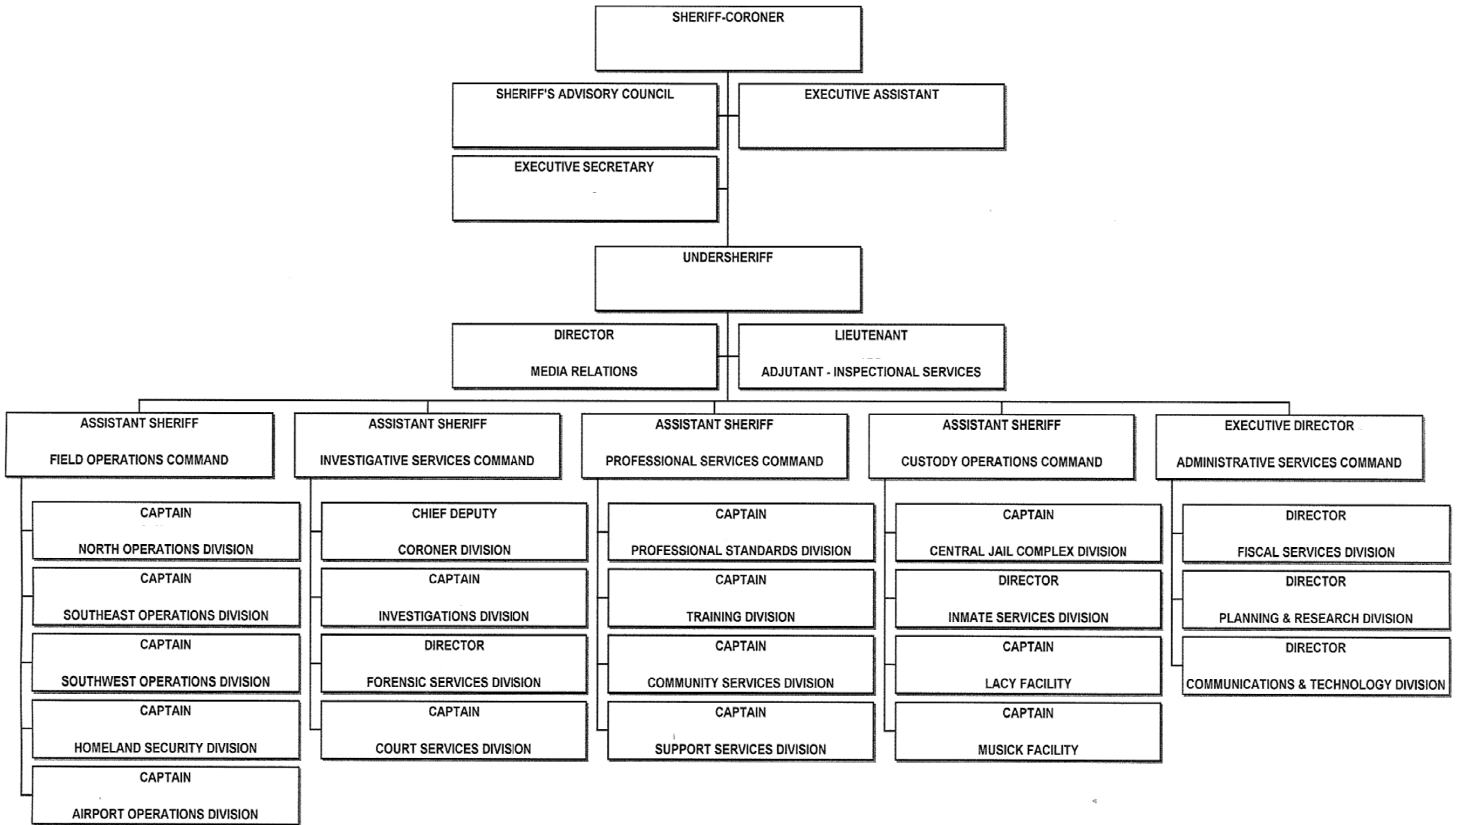 SHERIFF-CORONER
SHERIFF'S ADVISORY COUNCIL
EXECUTIVE ASSISTANT
EXECUTIVE SECRETARY
UNDERSHERIFF
DIRECTOR
MEDIA RELATIONS
LIEUTENANT
ADJUTANT - INSPECTIONAL SERVICES
ASSISTANT SHERIFF
FIELD OPERATIONS COMMAND
CAPTAIN
NORTH OPERATIONS DIVISION
CAPTAIN
SOUTHEAST OPERATIONS DIVISION
CAPTAIN
SOUTHWEST OPERATIONS DIVISION
CAPTAIN
HOMELAND SECURITY DIVISION
CAPTAIN
AIRPORT OPERATIONS DIVISION
ASSISTANT SHERIFF
INVESTIGATIVE SERVICES COMMAND
CHIEF DEPUTY
CORONER DIVISION
CAPTAIN
INVESTIGATIONS DIVISION
DIRECTOR
FORENSIC SERVICES DIVISION
CAPTAIN
COURT SERVICES DIVISION
ASSISTANT SHERIFF
PROFESSIONAL SERVICES COMMAND
CAPTAIN
PROFESSIONAL STANDARDS DIVISION
CAPTAIN
TRAINING DIVISION
CAPTAIN
COMMUNITY SERVICES DIVISION
CAPTAIN
SUPPORT SERVICES DIVISION
ASSISTANT SHERIFF
CUSTODY OPERATIONS COMMAND
CAPTAIN
CENTRAL JAIL COMPLEX DIVISION
DIRECTOR
INMATE SERVICES DIVISION
CAPTAIN
LACY FACILITY
CAPTAIN
MUSICK FACILITY
EXECUTIVE DIRECTOR
ADMINISTRATIVE SERVICES COMMAND
DIRECTOR
FISCAL SERVICES DIVISION
DIRECTOR
PLANNING & RESEARCH DIVISION
DIRECTOR
COMMUNICATIONS & TECHNOLOGY DIVISION